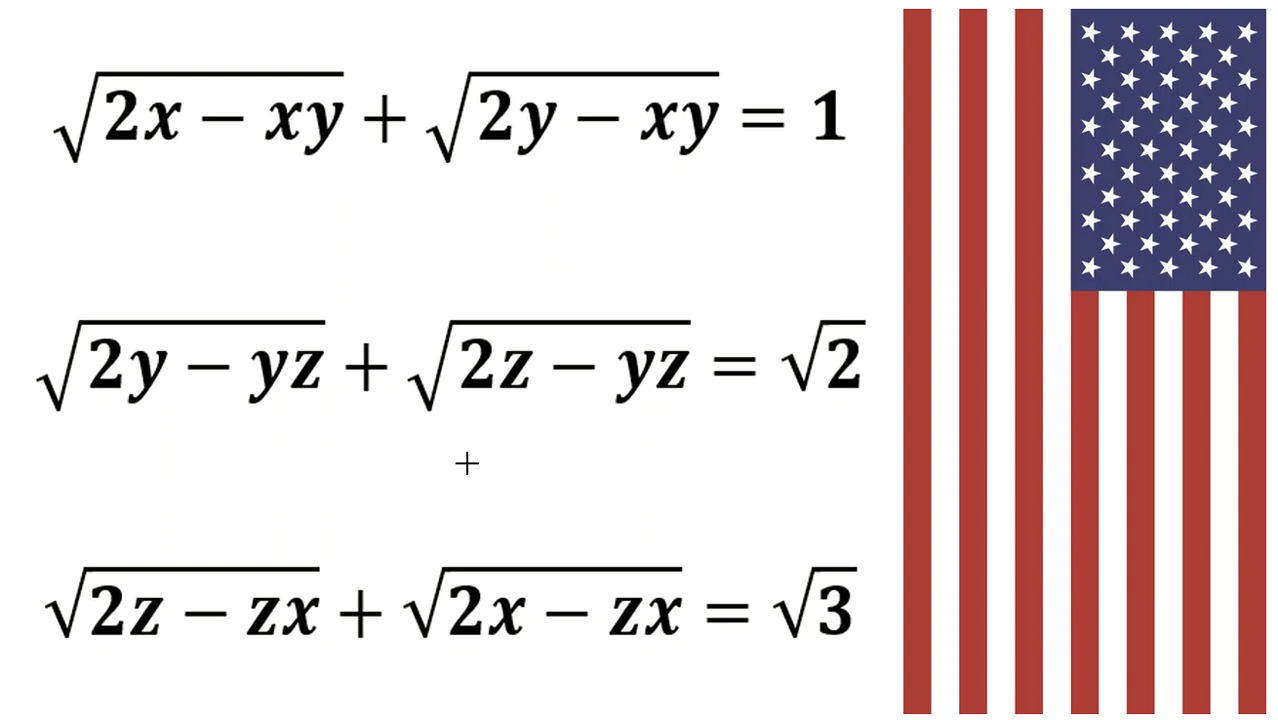 √(2x − xy) + √(2y − xy) = 1
√(2y − yz) + √(2z − yz) = √2
√(2z − zx) + √(2x − zx) = √3